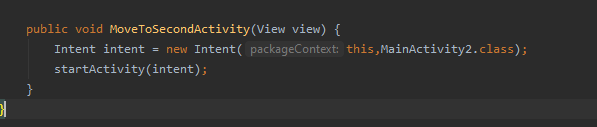 public void MoveToSecondActivity(View view) {
Intent intent = new Intent( packageContext: this,MainActivity2.class);
startActivity(intent);
}
}